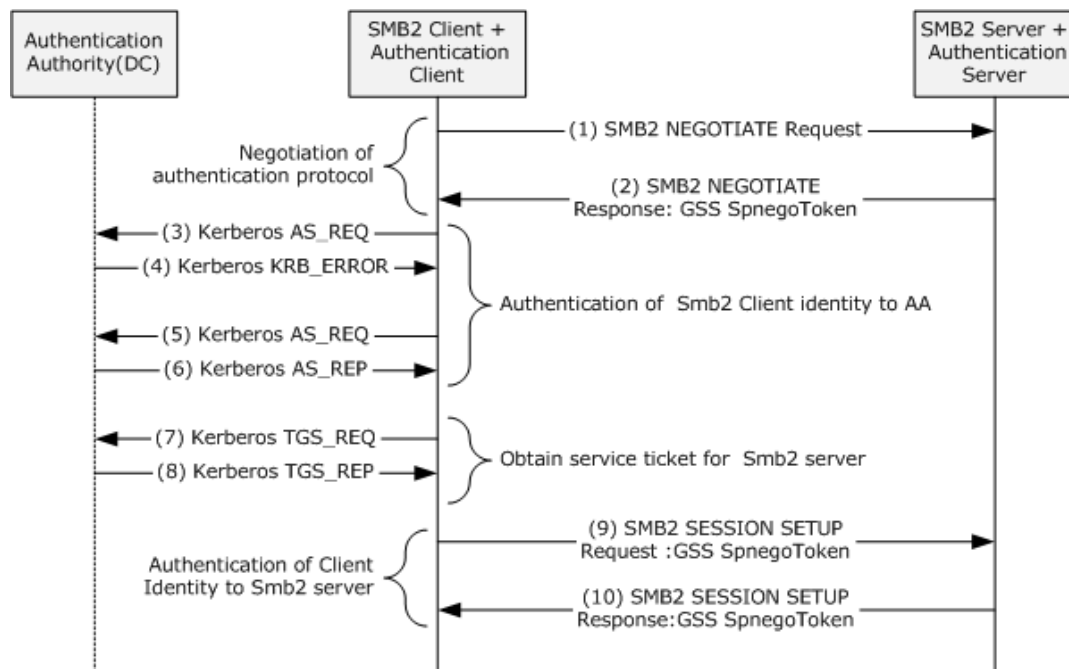 Authentication
Authority(DC)
SMB2 Client +
Authentication
Client
SMB2 Server +
Authentication
Server
(1) SMB2 NEGOTIATE Request
Negotiation of
authentication protocol
(2) SMB2 NEGOTIATE
Response: GSS SpnegoToken
(3) Kerberos AS_REQ
(4) Kerberos KRB_ERROR
Authentication of Smb2 Client identity to AA
(5) Kerberos AS_REQ
(6) Kerberos AS_REP
(7) Kerberos TGS_REQ
Obtain service ticket for Smb2 server
(8) Kerberos TGS_REP
(9) SMB2 SESSION SETUP
Request :GSS SpnegoToken
Authentication of Client
Identity to Smb2 server
(10) SMB2 SESSION SETUP
Response:GSS SpnegoToken